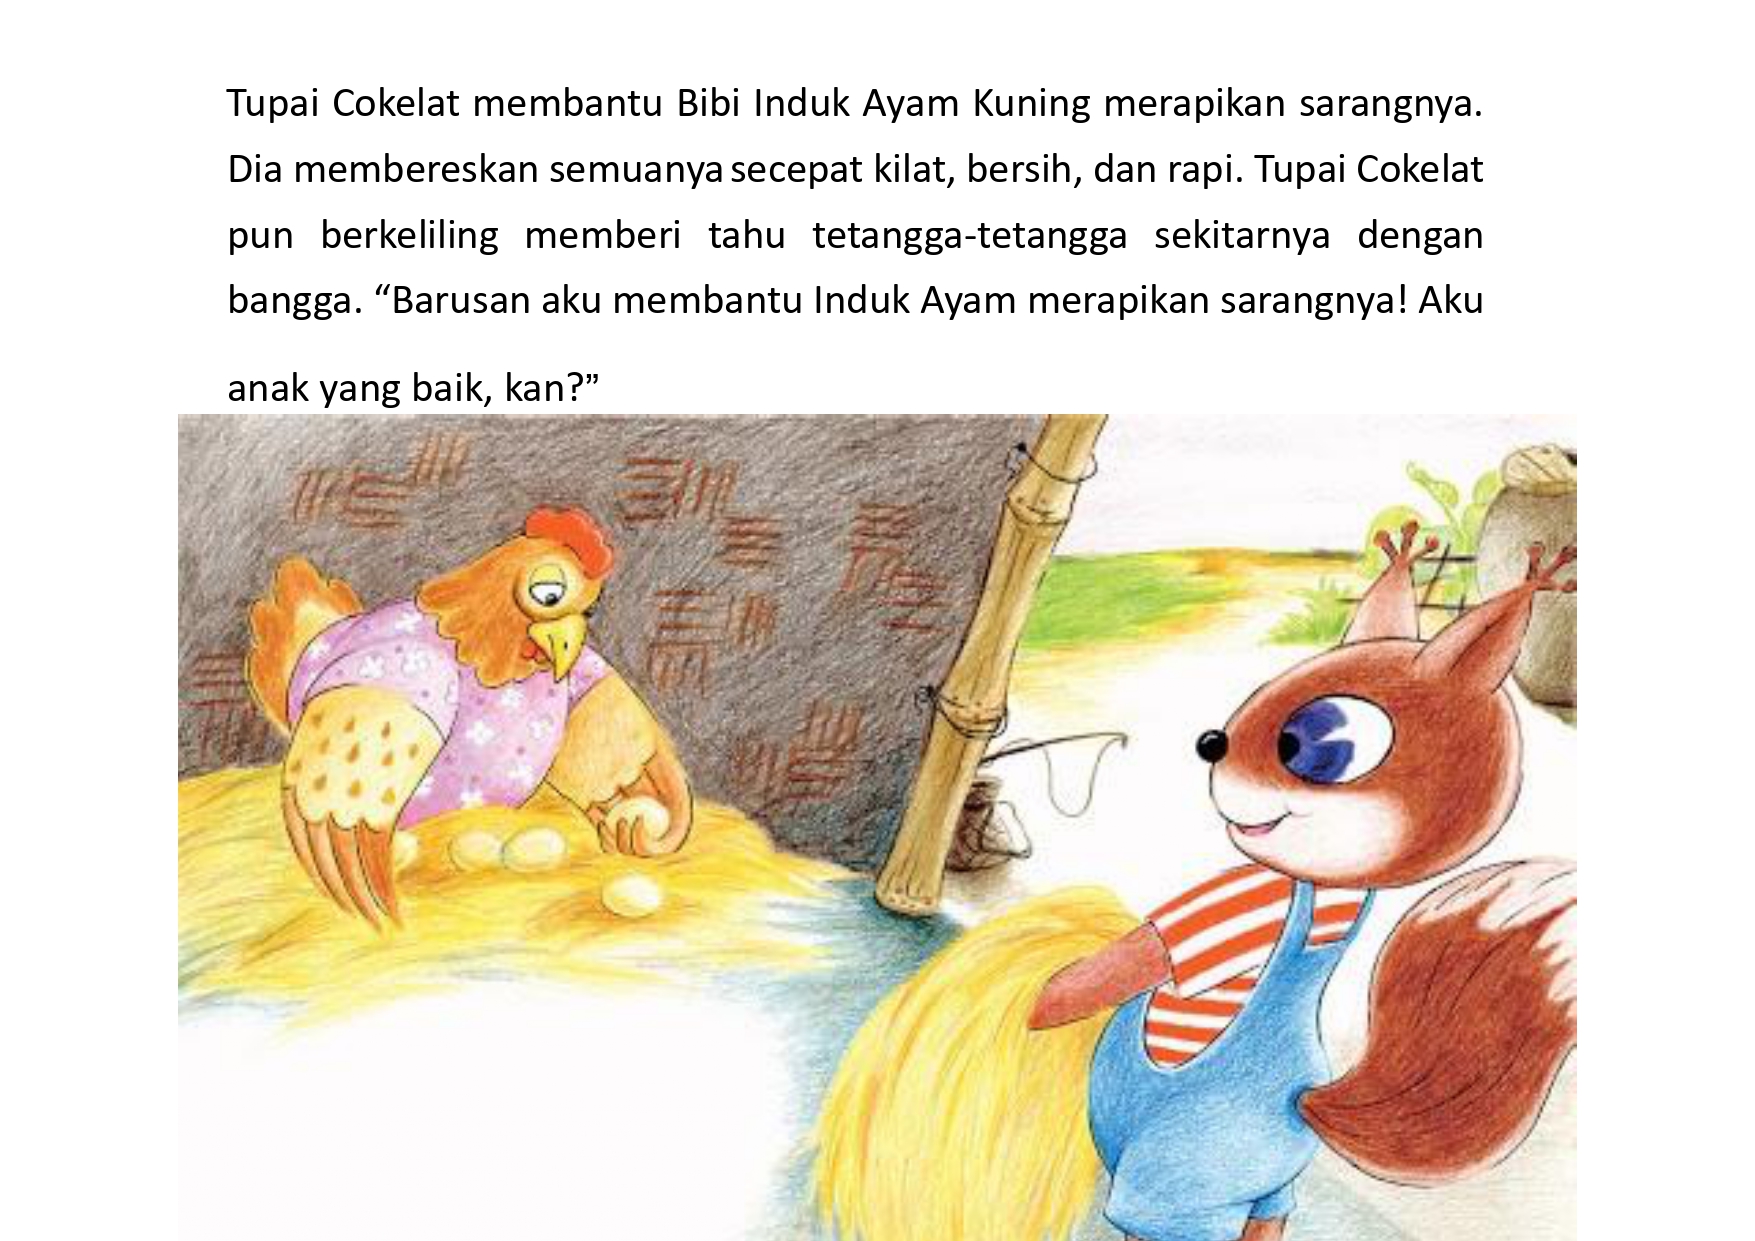 Tupai Cokelat membantu Bibi Induk Ayam Kuning merapikan sarangnya.
Dia membereskan semuanya secepat kilat, bersih, dan rapi. Tupai Cokelat
pun berkeliling memberi tahu tetangga-tetangga sekitarnya dengan
bangga. “Barusan aku membantu Induk Ayam merapikan sarangnya! Aku
anak yang baik, kan?”